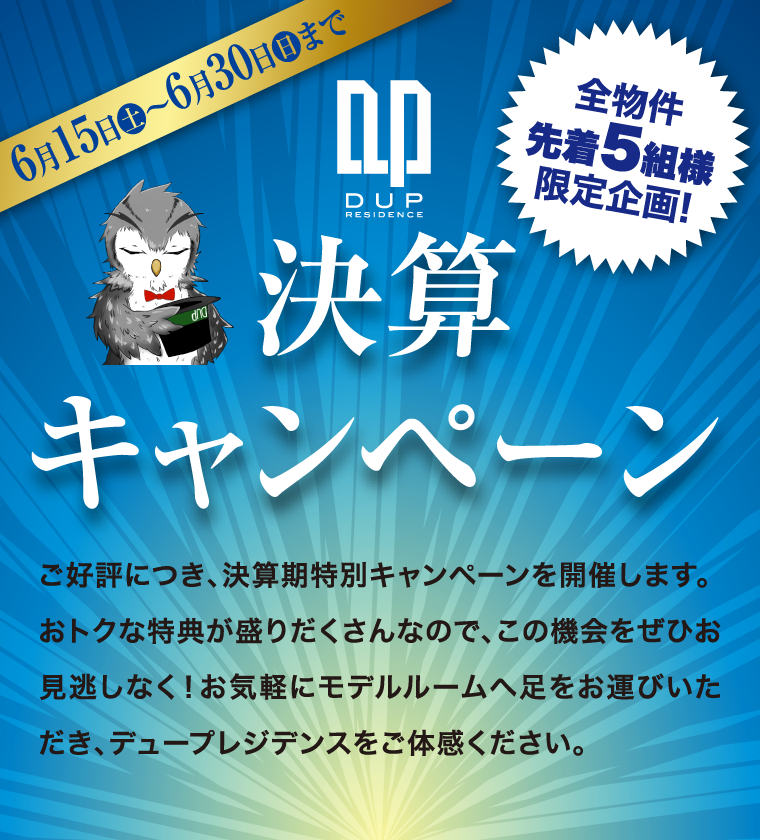 6月15日土〜6月30日日まで
全物件
先着5組様
限定企画!
DUP
RESIDENCE
DUP
決算
キャンペーン
ご好評につき、決算期特別キャンペーンを開催します。
おトクな特典が盛りだくさんなので、この機会をぜひお
見逃しなく!お気軽にモデルルームへ足をお運びいた
だき、デュープレジデンスをご体感ください。